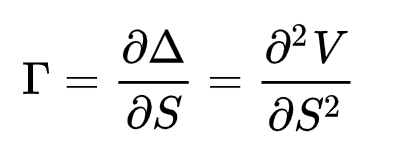 Γ = ∂Δ/∂S = ∂²V/∂S²